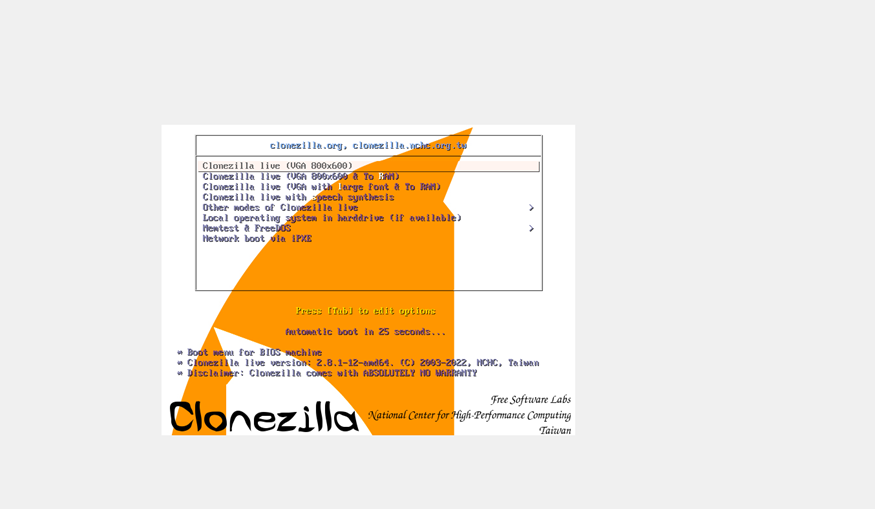 clonezilla.org, clonezilla.nchc.org.tw
Clonezilla live (VGA 800x600)
Clonezilla live (VGA 800x600 & To RAM)
Clonezilla live (VGA with large font & To RAM)
Clonezilla live with speech synthesis
Other modes of Clonezilla live >
Local operating system in harddrive (if available)
Memtest & FreeDOS >
Network boot via iPXE
Press [Tab] to edit options
Automatic boot in 25 seconds...
* Boot menu for BIOS machine
* Clonezilla live version: 2.8.1-12-amd64. (C) 2003-2022, NCHC, Taiwan
* Disclaimer: Clonezilla comes with ABSOLUTELY NO WARRANTY
Free Software Labs
National Center for High-Performance Computing
Taiwan
Clonezilla